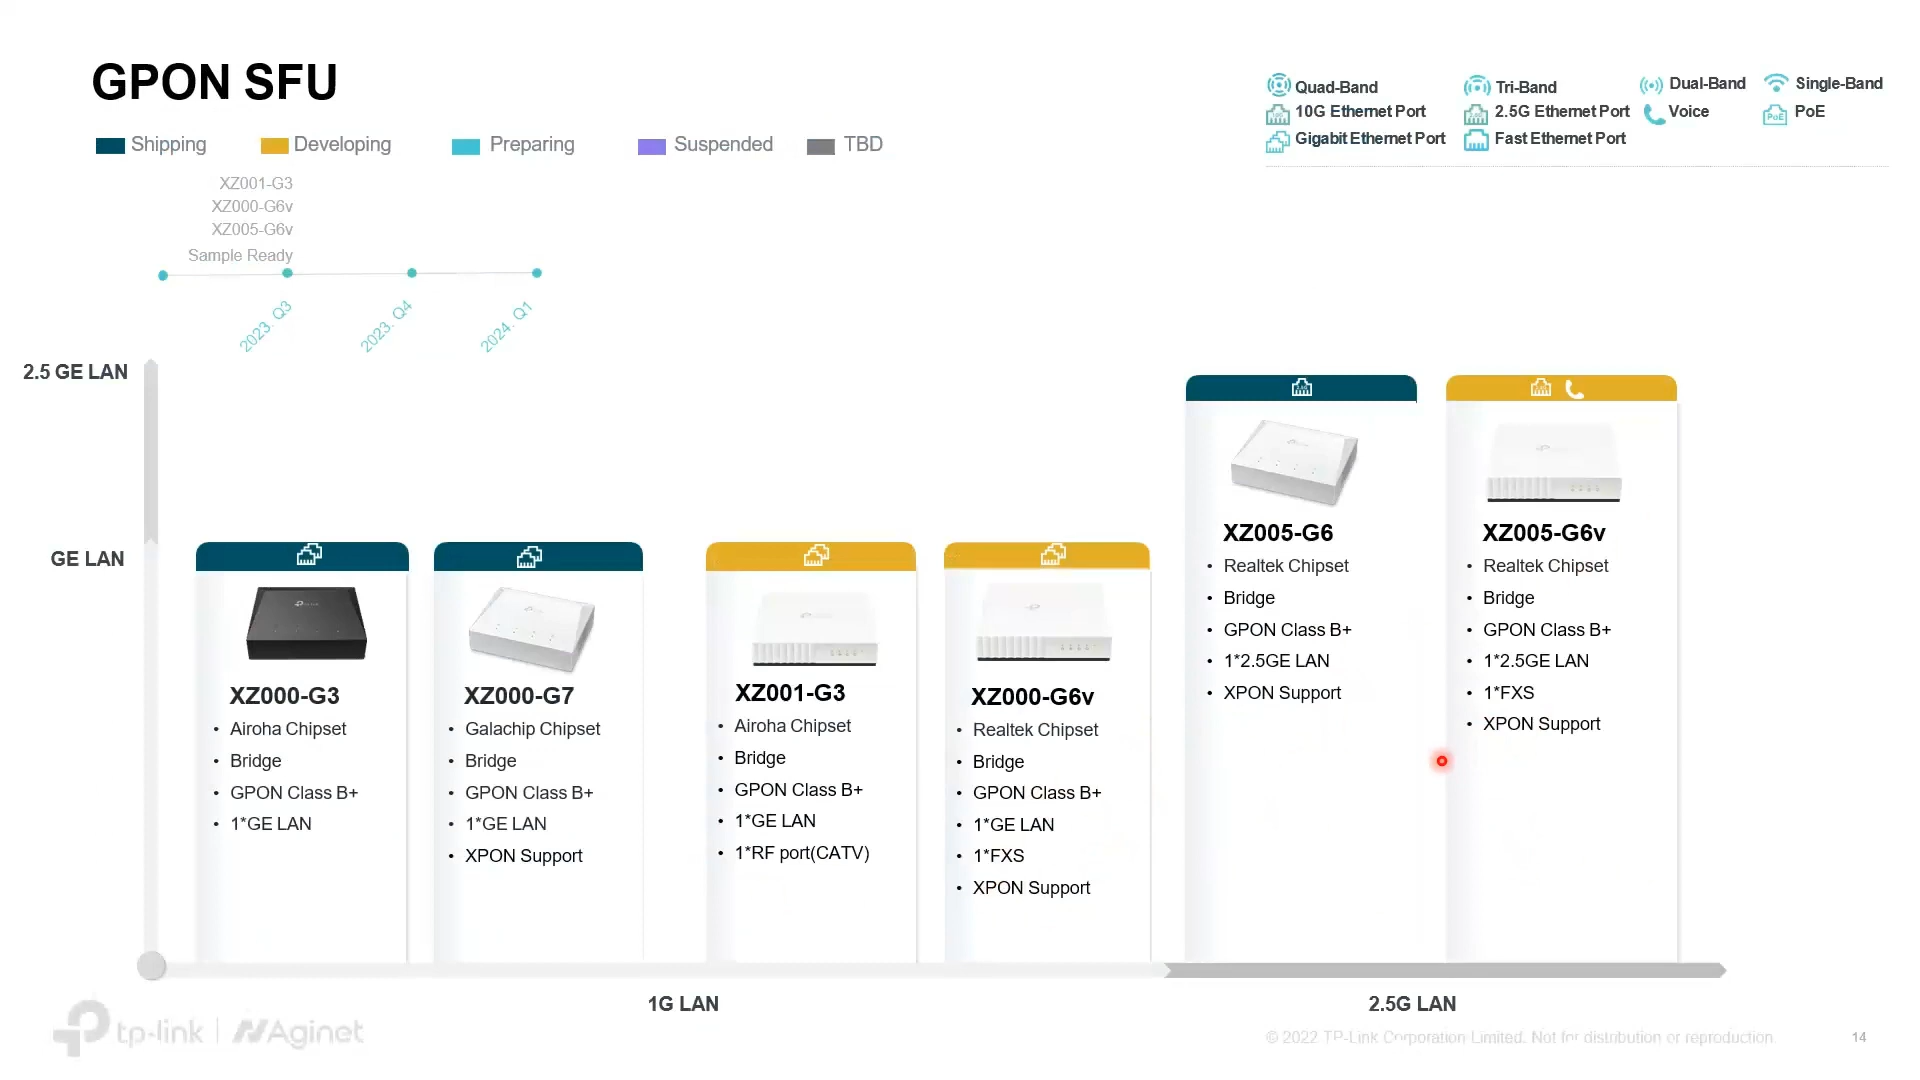 GPON SFU
Shipping
Developing
Preparing
Suspended
TBD
Quad-Band
Tri-Band
Dual-Band
Single-Band
10G Ethernet Port
2.5G Ethernet Port
Voice
PoE
Gigabit Ethernet Port
Fast Ethernet Port
XZ001-G3
XZ000-G6v
XZ005-G6v
Sample Ready
2023. Q3
2023. Q4
2024. Q1
2.5 GE LAN
GE LAN
XZ000-G3
• Airoha Chipset
• Bridge
• GPON Class B+
• 1*GE LAN
XZ000-G7
• Galachip Chipset
• Bridge
• GPON Class B+
• 1*GE LAN
• XPON Support
XZ001-G3
• Airoha Chipset
• Bridge
• GPON Class B+
• 1*GE LAN
• 1*RF port(CATV)
XZ000-G6v
• Realtek Chipset
• Bridge
• GPON Class B+
• 1*GE LAN
• 1*FXS
• XPON Support
XZ005-G6
• Realtek Chipset
• Bridge
• GPON Class B+
• 1*2.5GE LAN
• XPON Support
XZ005-G6v
• Realtek Chipset
• Bridge
• GPON Class B+
• 1*2.5GE LAN
• 1*FXS
• XPON Support
1G LAN
2.5G LAN
tp-link | Aginet
© 2022 TP-Link Corporation Limited. Not for distribution or reproduction.
14